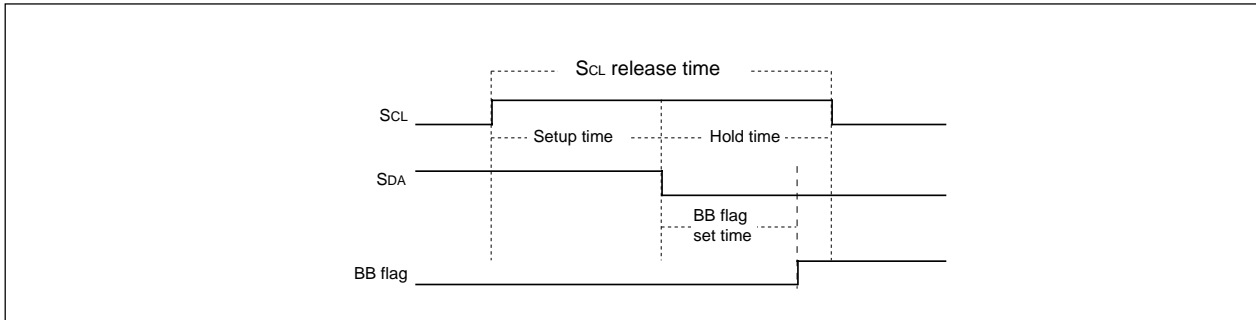 SCL release time
SCL
Setup time
Hold time
SDA
BB flag
set time
BB flag